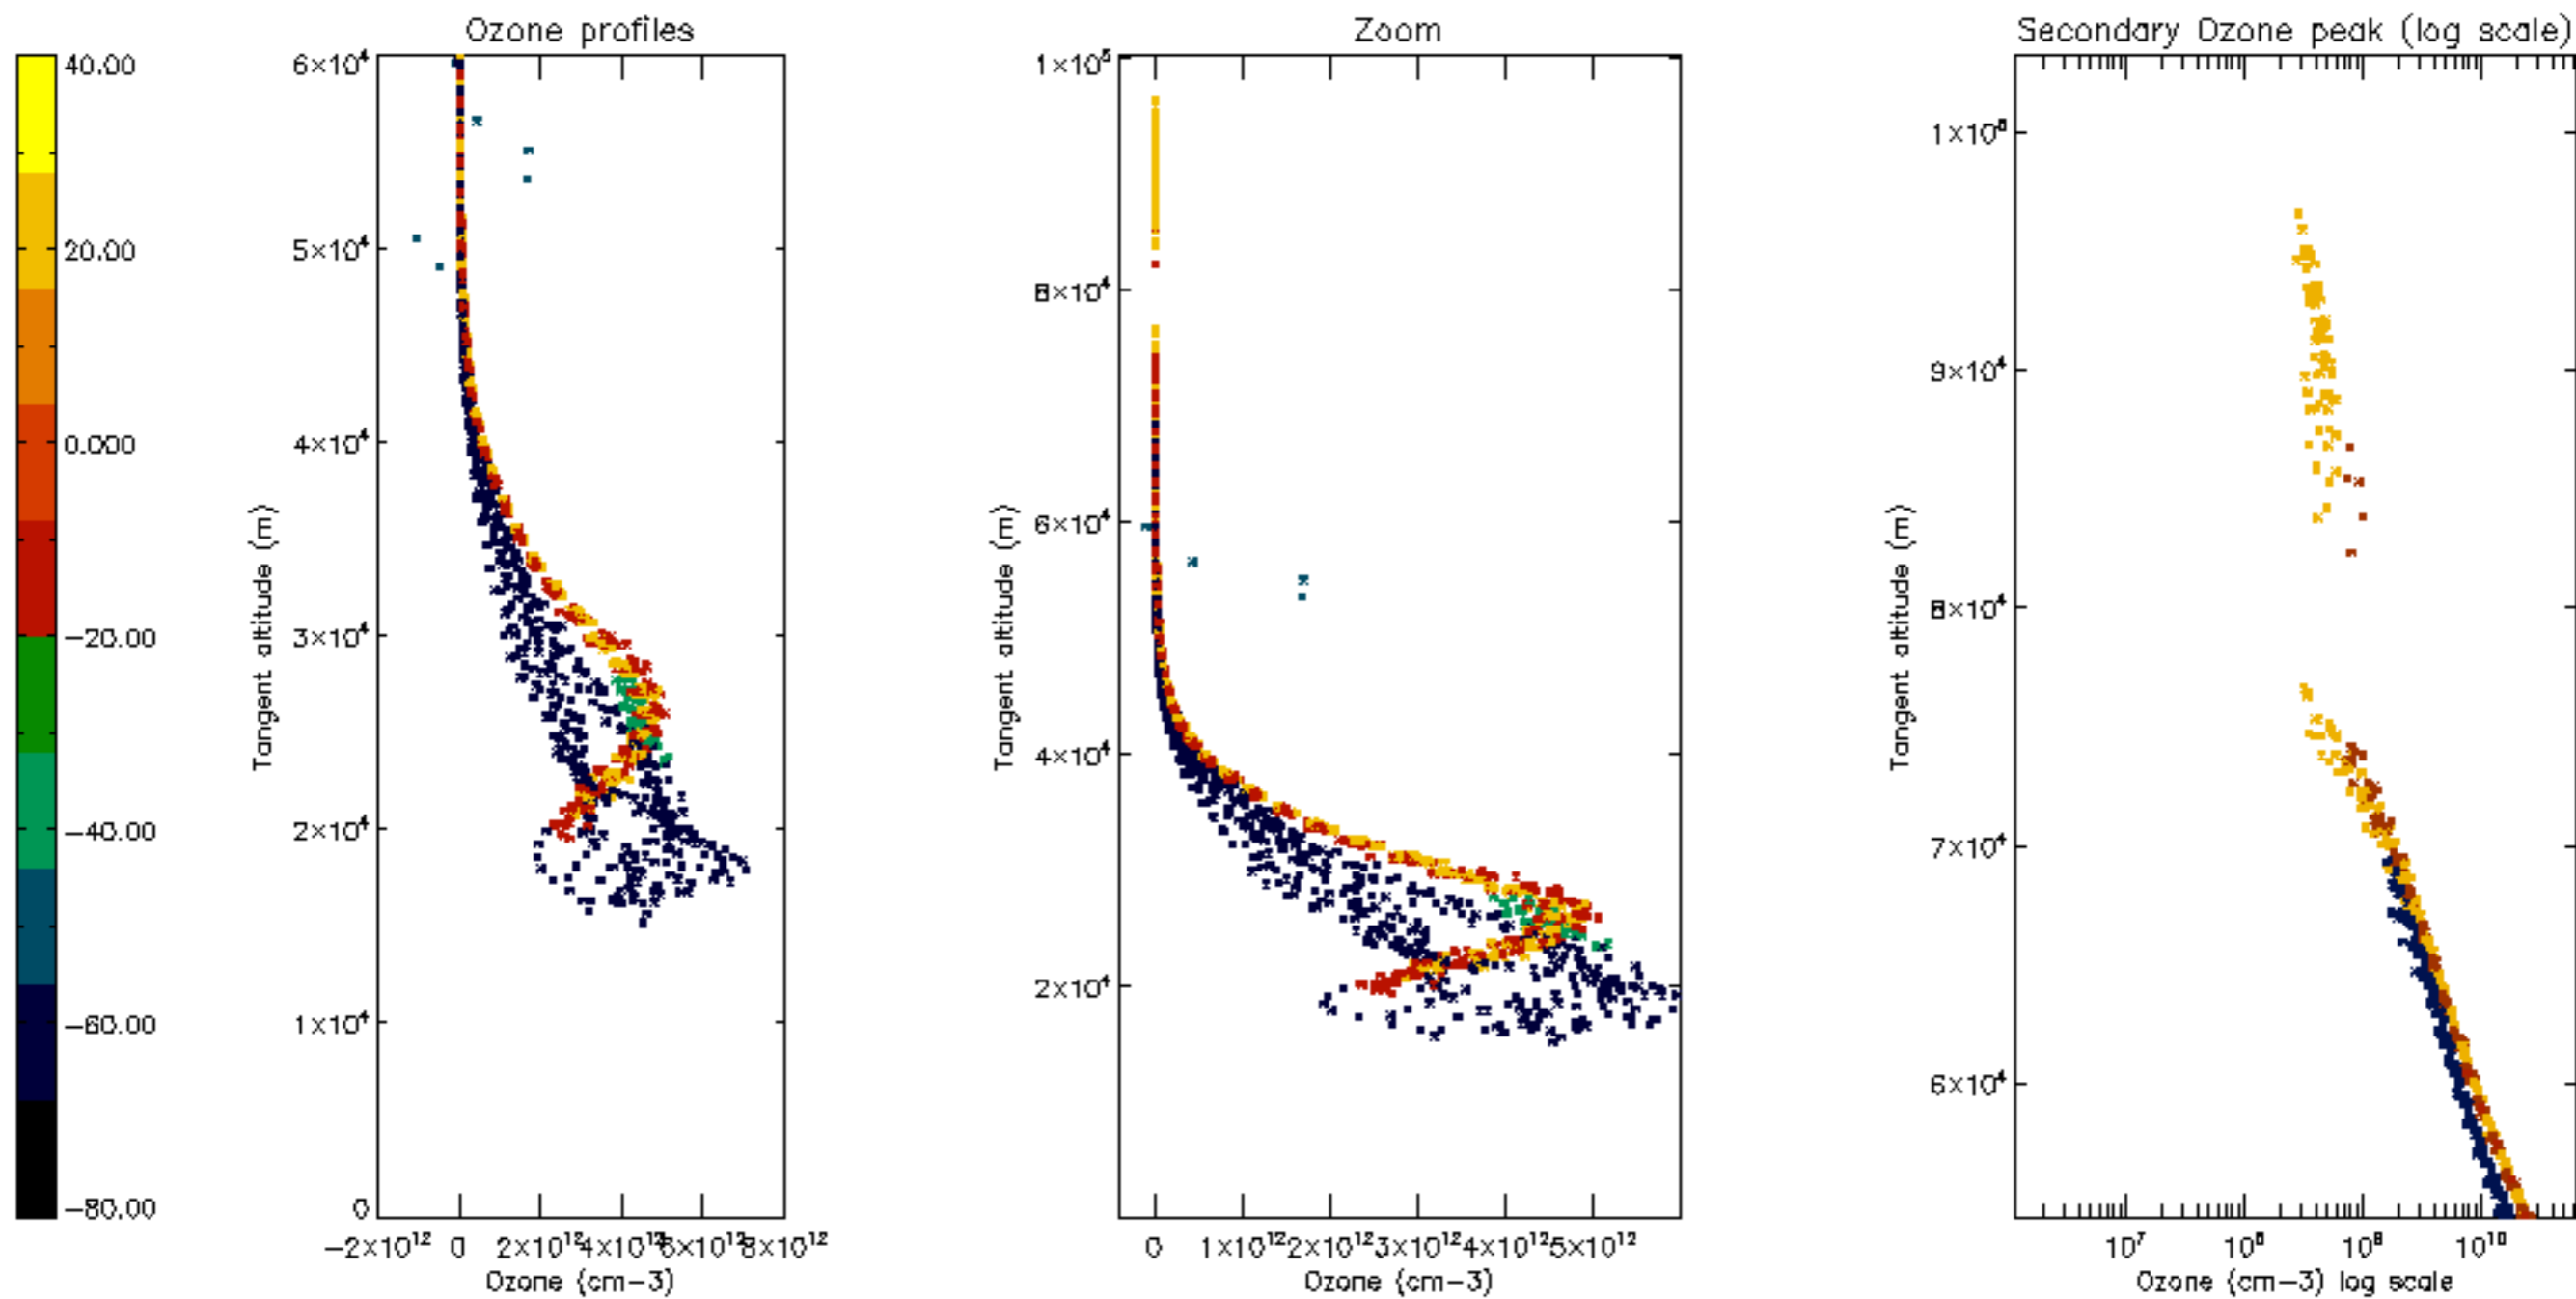 Ozone profiles
Zoom
Secondary Ozone peak (log scale)
40.00
20.00
0.000
−20.00
−40.00
−60.00
−80.00
6×10⁴
5×10⁴
4×10⁴
3×10⁴
2×10⁴
1×10⁴
0
Tangent altitude (m)
−2×10¹² 0 2×10¹² 4×10¹² 6×10¹² 8×10¹²
Ozone (cm−3)
1×10⁵
8×10⁴
6×10⁴
4×10⁴
2×10⁴
Tangent altitude (m)
0 1×10¹² 2×10¹² 3×10¹² 4×10¹² 5×10¹²
Ozone (cm−3)
1×10⁵
9×10⁴
8×10⁴
7×10⁴
6×10⁴
Tangent altitude (m)
10⁷ 10⁸ 10⁹ 10¹⁰
Ozone (cm−3) log scale